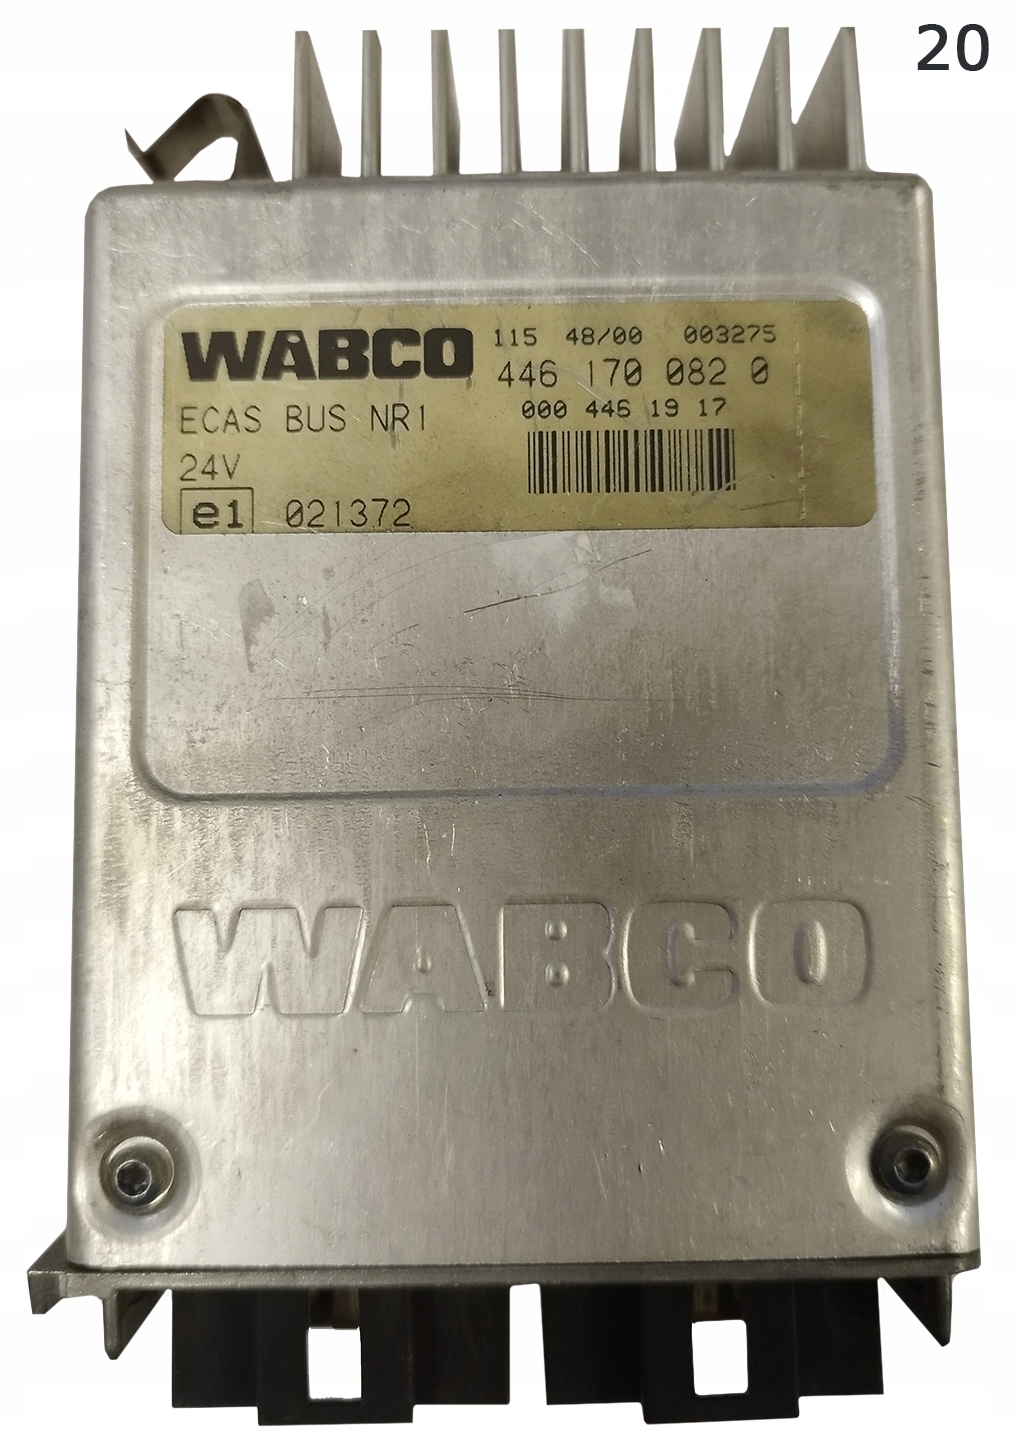 20
WABCO 115 48/00 003275
446 170 082 0
ECAS BUS NR1 000 446 19 17
24V
e1 021372
WABCO